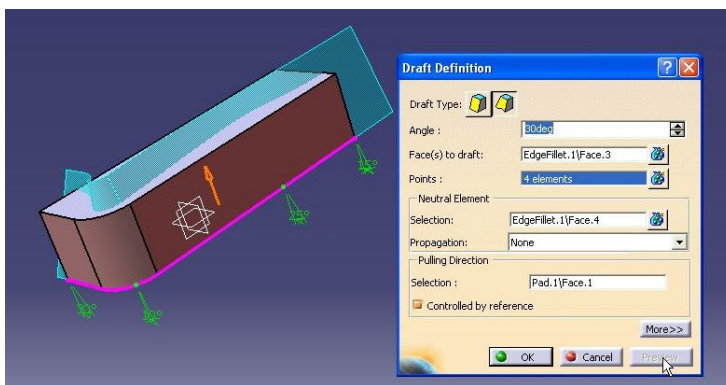 Draft Definition
Draft Type:
Angle :
30deg
Face(s) to draft:
EdgeFillet.1\Face.3
Points :
4 elements
Neutral Element
Selection:
EdgeFillet.1\Face.4
Propagation:
None
Pulling Direction
Selection :
Pad.1\Face.1
Controlled by reference
More>>
OK
Cancel
Preview